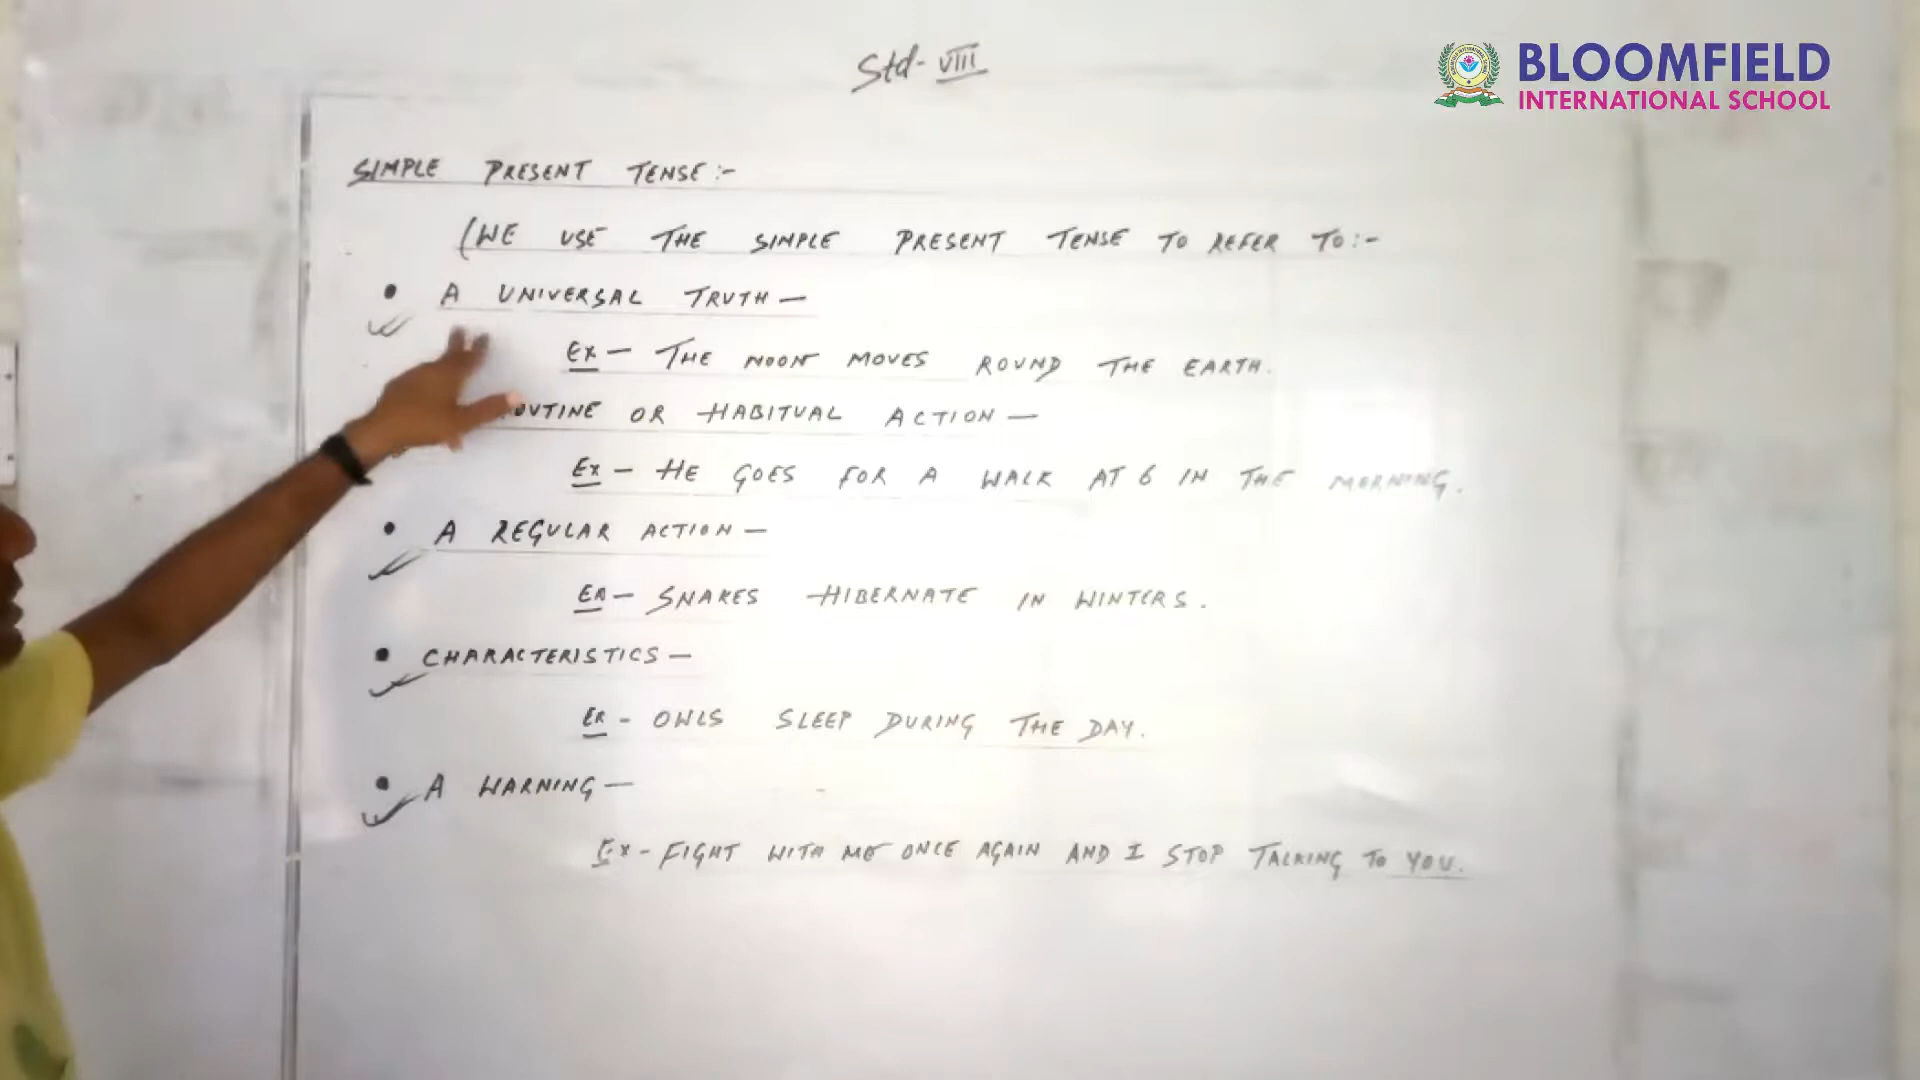 Std - VIII
BLOOMFIELD
INTERNATIONAL SCHOOL
SIMPLE PRESENT TENSE :-
(WE USE THE SIMPLE PRESENT TENSE TO REFER TO :-
• A UNIVERSAL TRUTH —
Ex — THE MOON MOVES ROUND THE EARTH.
OR HABITUAL ACTION —
Ex — HE GOES FOR A WALK AT 6 IN THE MORNING.
• A REGULAR ACTION —
Ex — SNAKES HIBERNATE IN WINTERS.
• CHARACTERISTICS —
Ex - OWLS SLEEP DURING THE DAY.
• A WARNING —
Ex - FIGHT WITH ME ONCE AGAIN AND I STOP TALKING TO YOU.